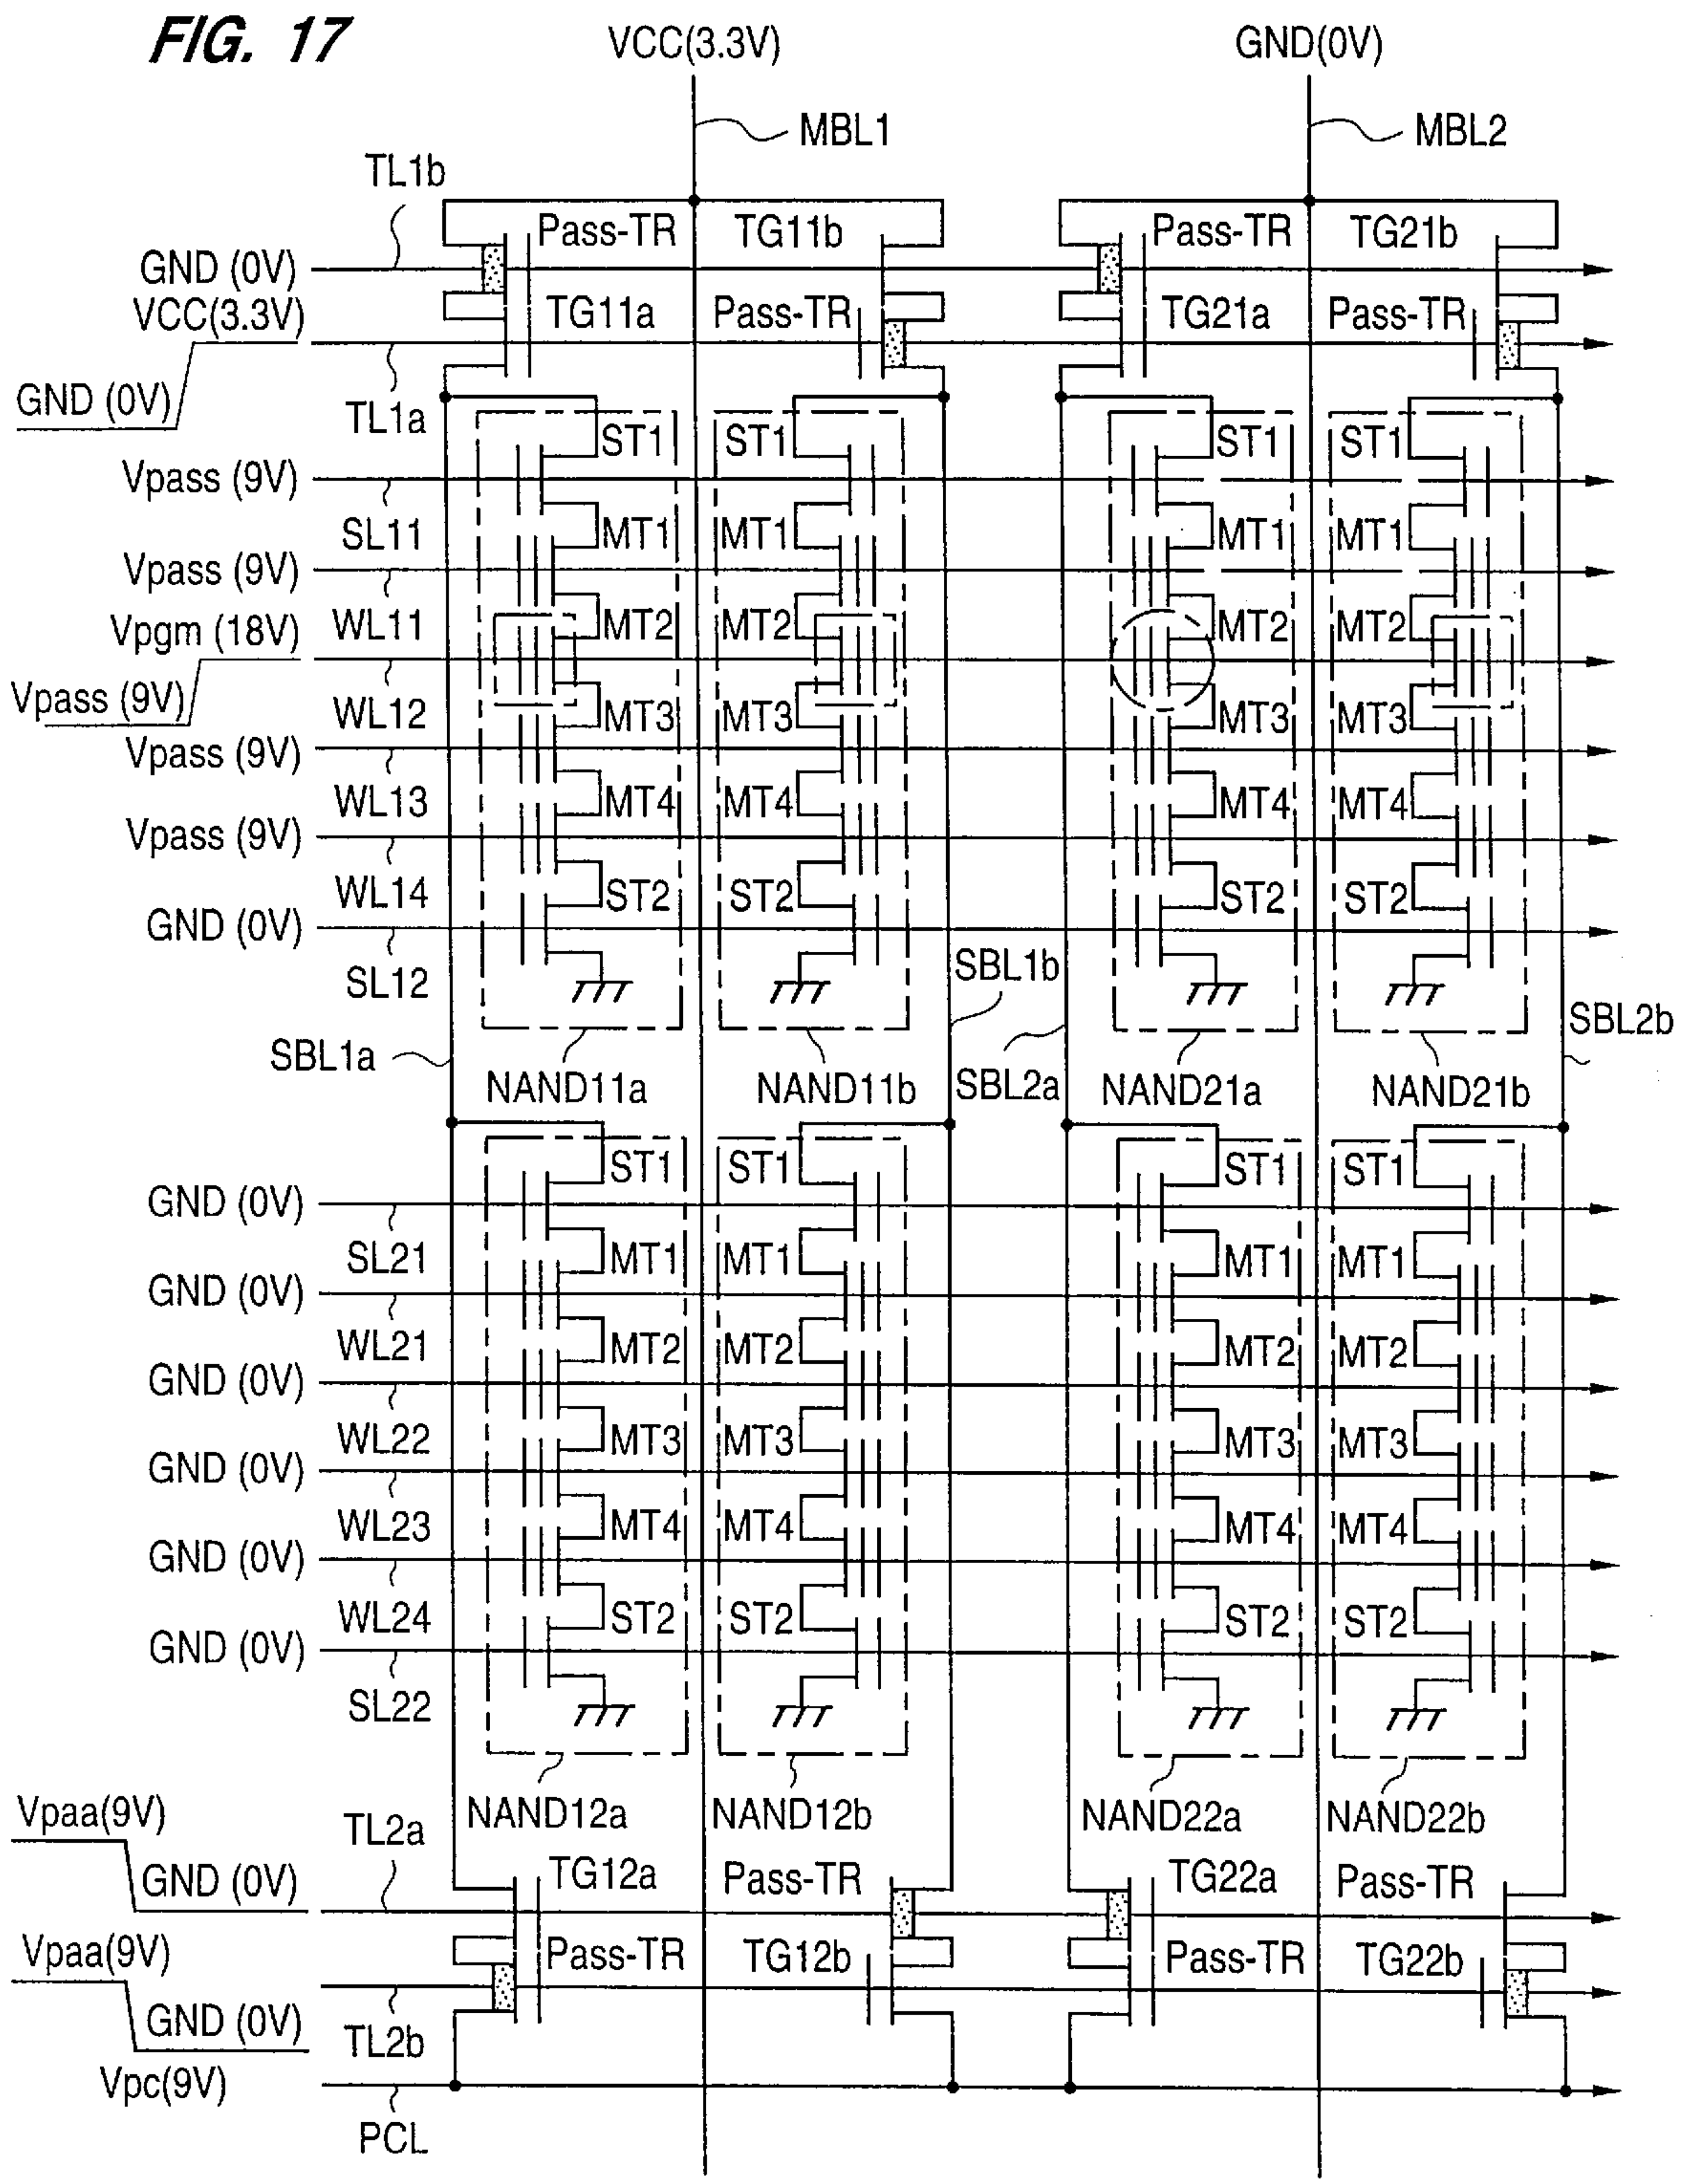 FIG. 17
VCC(3.3V) GND(0V)
MBL1 MBL2
TL1b
Pass-TR TG11b Pass-TR TG21b
GND (0V)
VCC(3.3V) TG11a Pass-TR TG21a Pass-TR
GND (0V) TL1a
ST1 ST1 ST1 ST1
Vpass (9V)
SL11 MT1 MT1 MT1 MT1
Vpass (9V)
WL11 MT2 MT2 MT2 MT2
Vpgm (18V)
Vpass (9V) WL12 MT3 MT3 MT3 MT3
Vpass (9V)
WL13 MT4 MT4 MT4 MT4
Vpass (9V)
WL14 ST2 ST2 ST2 ST2
GND (0V)
SL12 SBL1b
SBL1a SBL2a SBL2b
NAND11a NAND11b NAND21a NAND21b
ST1 ST1 ST1 ST1
GND (0V)
SL21 MT1 MT1 MT1 MT1
GND (0V)
WL21 MT2 MT2 MT2 MT2
GND (0V)
WL22 MT3 MT3 MT3 MT3
GND (0V)
WL23 MT4 MT4 MT4 MT4
GND (0V)
WL24 ST2 ST2 ST2 ST2
GND (0V)
SL22
NAND12a NAND12b NAND22a NAND22b
Vpaa(9V) TL2a
GND (0V) TG12a Pass-TR TG22a Pass-TR
Vpaa(9V) Pass-TR TG12b Pass-TR TG22b
GND (0V) TL2b
Vpc(9V)
PCL